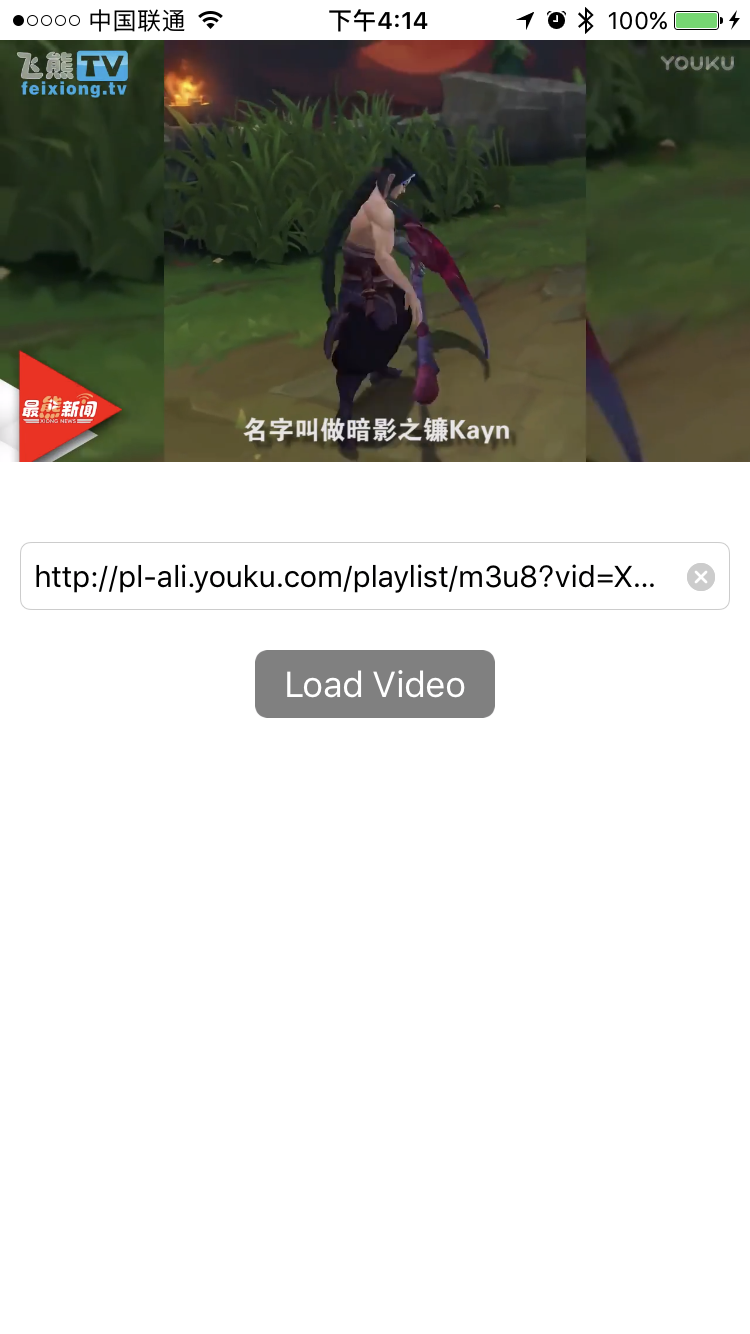 中国联通 下午4:14 100%
飞熊TV YOUKU
feixiong.tv
最熊新闻
XIONG NEWS
名字叫做暗影之镰Kayn
http://pl-ali.youku.com/playlist/m3u8?vid=X...
Load Video